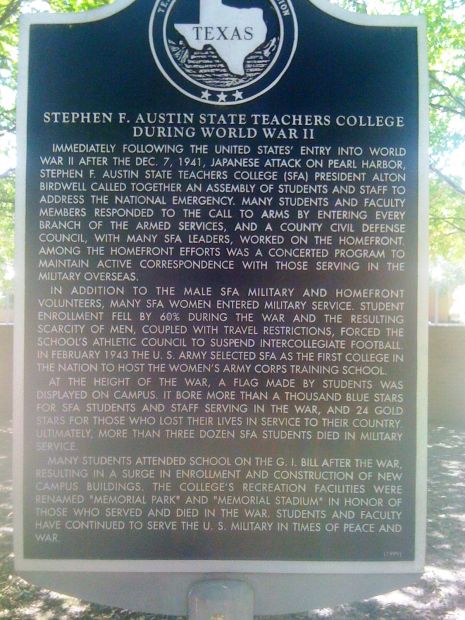 TEXAS
STEPHEN F. AUSTIN STATE TEACHERS COLLEGE
DURING WORLD WAR II
IMMEDIATELY FOLLOWING THE UNITED STATES' ENTRY INTO WORLD
WAR II AFTER THE DEC. 7, 1941, JAPANESE ATTACK ON PEARL HARBOR,
STEPHEN F. AUSTIN STATE TEACHERS COLLEGE (SFA) PRESIDENT ALTON
BIRDWELL CALLED TOGETHER AN ASSEMBLY OF STUDENTS AND STAFF TO
ADDRESS THE NATIONAL EMERGENCY. MANY STUDENTS AND FACULTY
MEMBERS RESPONDED TO THE CALL TO ARMS BY ENTERING EVERY
BRANCH OF THE ARMED SERVICES, AND A COUNTY CIVIL DEFENSE
COUNCIL, WITH MANY SFA LEADERS, WORKED ON THE HOMEFRONT.
AMONG THE HOMEFRONT EFFORTS WAS A CONCERTED PROGRAM TO
MAINTAIN ACTIVE CORRESPONDENCE WITH THOSE SERVING IN THE
MILITARY OVERSEAS.
IN ADDITION TO THE MALE SFA MILITARY AND HOMEFRONT
VOLUNTEERS, MANY SFA WOMEN ENTERED MILITARY SERVICE. STUDENT
ENROLLMENT FELL BY 60% DURING THE WAR AND THE RESULTING
SCARCITY OF MEN, COUPLED WITH TRAVEL RESTRICTIONS, FORCED THE
SCHOOL'S ATHLETIC COUNCIL TO SUSPEND INTERCOLLEGIATE FOOTBALL.
IN FEBRUARY 1943 THE U. S. ARMY SELECTED SFA AS THE FIRST COLLEGE IN
THE NATION TO HOST THE WOMEN'S ARMY CORPS TRAINING SCHOOL.
AT THE HEIGHT OF THE WAR, A FLAG MADE BY STUDENTS WAS
DISPLAYED ON CAMPUS. IT BORE MORE THAN A THOUSAND BLUE STARS
FOR SFA STUDENTS AND STAFF SERVING IN THE WAR, AND 24 GOLD
STARS FOR THOSE WHO LOST THEIR LIVES IN SERVICE TO THEIR COUNTRY.
ULTIMATELY, MORE THAN THREE DOZEN SFA STUDENTS DIED IN MILITARY
SERVICE.
MANY STUDENTS ATTENDED SCHOOL ON THE G. I. BILL AFTER THE WAR,
RESULTING IN A SURGE IN ENROLLMENT AND CONSTRUCTION OF NEW
CAMPUS BUILDINGS. THE COLLEGE'S RECREATION FACILITIES WERE
RENAMED "MEMORIAL PARK" AND "MEMORIAL STADIUM" IN HONOR OF
THOSE WHO SERVED AND DIED IN THE WAR. STUDENTS AND FACULTY
HAVE CONTINUED TO SERVE THE U. S. MILITARY IN TIMES OF PEACE AND
WAR.